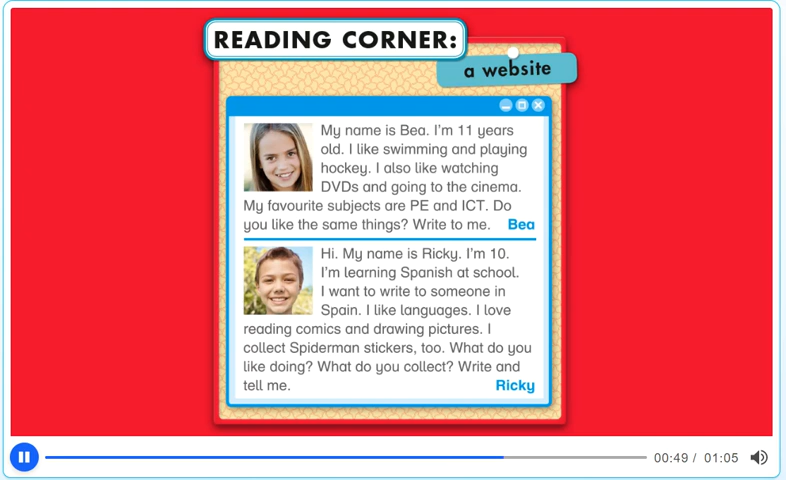 READING CORNER:
a website
My name is Bea. I'm 11 years
old. I like swimming and playing
hockey. I also like watching
DVDs and going to the cinema.
My favourite subjects are PE and ICT. Do
you like the same things? Write to me. Bea
Hi. My name is Ricky. I'm 10.
I'm learning Spanish at school.
I want to write to someone in
Spain. I like languages. I love
reading comics and drawing pictures. I
collect Spiderman stickers, too. What do you
like doing? What do you collect? Write and
tell me. Ricky
00:49 / 01:05